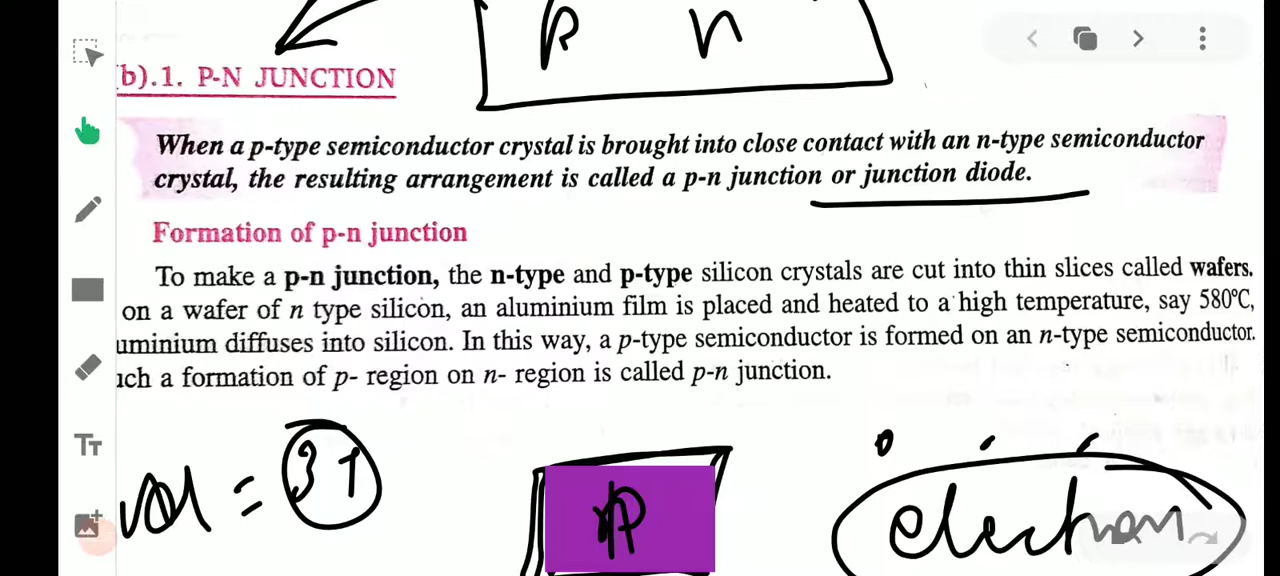 p n
b).1. P-N JUNCTION
When a p-type semiconductor crystal is brought into close contact with an n-type semiconductor
crystal, the resulting arrangement is called a p-n junction or junction diode.
Formation of p-n junction
To make a p-n junction, the n-type and p-type silicon crystals are cut into thin slices called wafers.
on a wafer of n type silicon, an aluminium film is placed and heated to a high temperature, say 580°C,
uminium diffuses into silicon. In this way, a p-type semiconductor is formed on an n-type semiconductor.
uch a formation of p- region on n- region is called p-n junction.
TT
= 3
P
electron